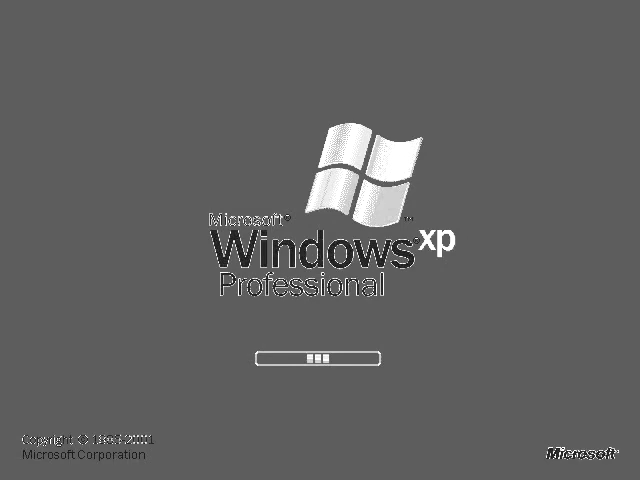 Microsoft®
Windows xp
Professional
Copyright ©
Microsoft Corporation
Microsoft